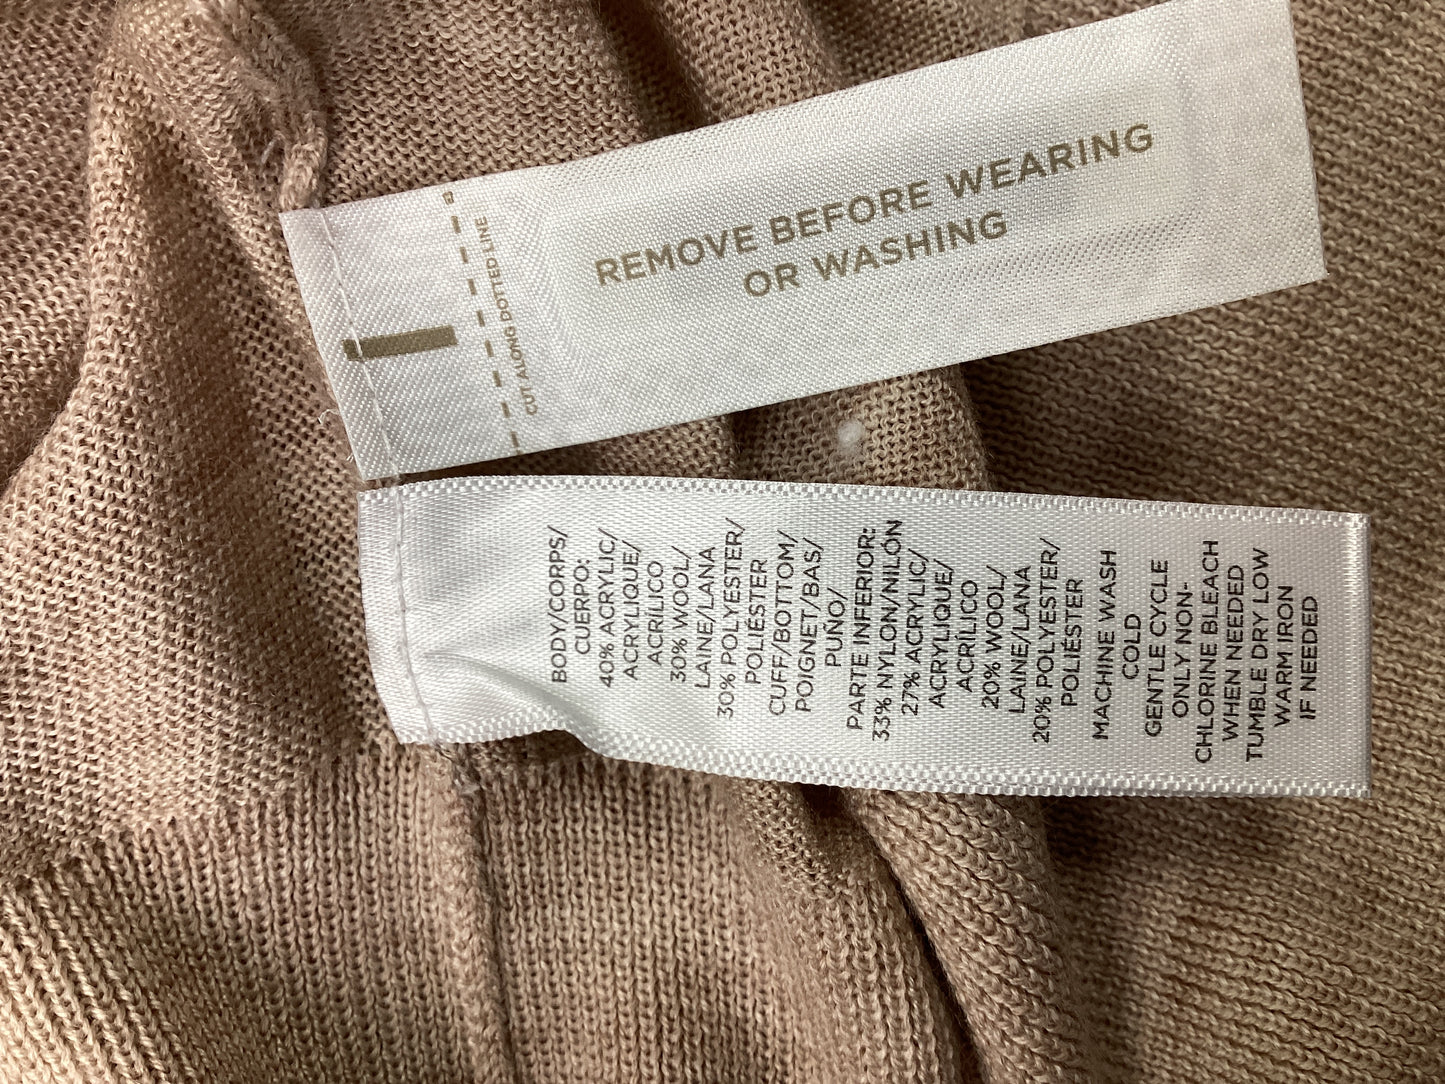 REMOVE BEFORE WEARING
OR WASHING
CUT ALONG DOTTED LINE
BODY/CORPS/
CUERPO:
40% ACRYLIC/
ACRYLIQUE/
ACRÍLICO
30% WOOL/
LAINE/LANA
30% POLYESTER/
POLIÉSTER
CUFF/BOTTOM/
POIGNET/BAS/
PUÑO/
PARTE INFERIOR:
33% NYLON/NILÓN
27% ACRYLIC/
ACRYLIQUE/
ACRÍLICO
20% WOOL/
LAINE/LANA
20% POLYESTER/
POLIÉSTER
MACHINE WASH
COLD
GENTLE CYCLE
ONLY NON-
CHLORINE BLEACH
WHEN NEEDED
TUMBLE DRY LOW
WARM IRON
IF NEEDED